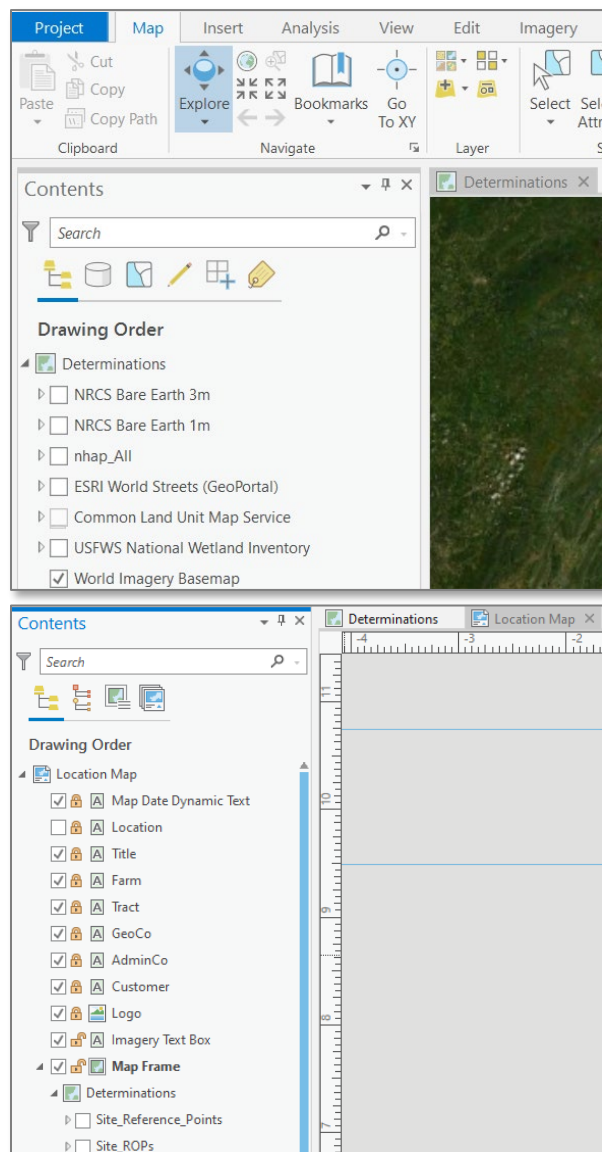 Project Map Insert Analysis View Edit Imagery
Cut
Copy
Copy Path
Paste
Explore
Bookmarks
Go To XY
Select
Clipboard
Navigate
Layer
Contents
Determinations
Search
Drawing Order
Determinations
NRCS Bare Earth 3m
NRCS Bare Earth 1m
nhap_All
ESRI World Streets (GeoPortal)
Common Land Unit Map Service
USFWS National Wetland Inventory
World Imagery Basemap
Contents
Determinations
Location Map
Search
-4 -3 -2
11
10
9
8
7
Drawing Order
Location Map
Map Date Dynamic Text
Location
Title
Farm
Tract
GeoCo
AdminCo
Customer
Logo
Imagery Text Box
Map Frame
Determinations
Site_Reference_Points
Site_ROPs